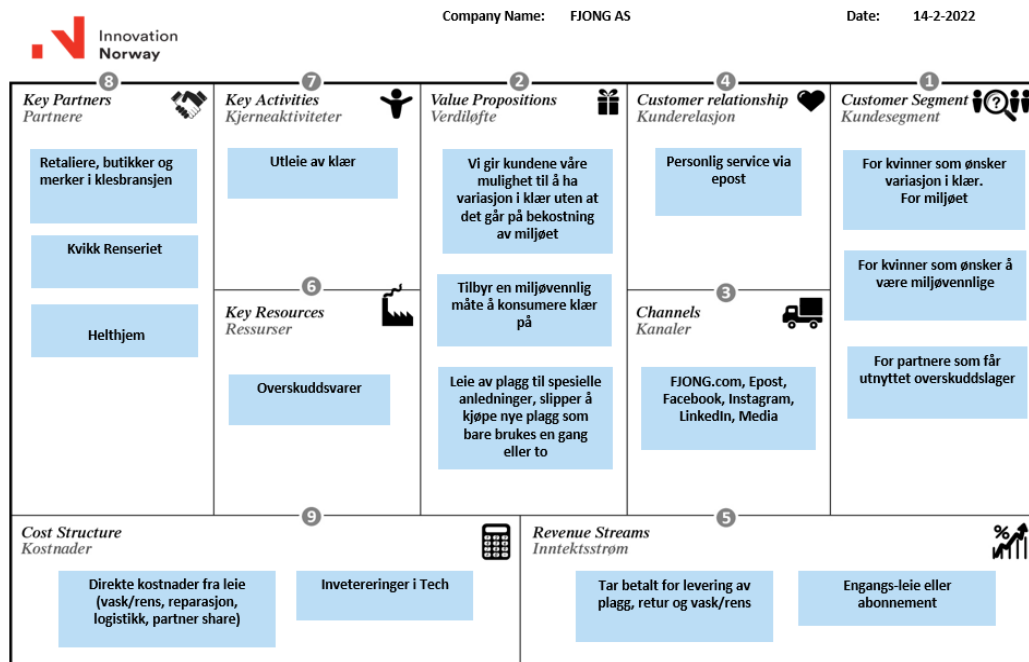 Company Name: FJONG AS
Date: 14-2-2022
Innovation
Norway
8
Key Partners
Partnere
Retaliere, butikker og
merker i klesbransjen
Kvikk Renseriet
Helthjem
7
Key Activities
Kjerneaktiviteter
Utleie av klær
6
Key Resources
Ressurser
Overskuddsvarer
2
Value Propositions
Verdiløfte
Vi gir kundene våre
mulighet til å ha
variasjon i klær uten at
det går på bekostning
av miljøet
Tilbyr en miljøvennlig
måte å konsumere klær
på
Leie av plagg til spesielle
anledninger, slipper å
kjøpe nye plagg som
bare brukes en gang
eller to
4
Customer relationship
Kunderelasjon
Personlig service via
epost
3
Channels
Kanaler
FJONG.com, Epost,
Facebook, Instagram,
LinkedIn, Media
1
Customer Segment
Kundesegment
For kvinner som ønsker
variasjon i klær.
For miljøet
For kvinner som ønsker å
være miljøvennlige
For partnere som får
utnyttet overskuddslager
9
Cost Structure
Kostnader
Direkte kostnader fra leie
(vask/rens, reparasjon,
logistikk, partner share)
Invetereringer i Tech
5
Revenue Streams
Inntektsstrøm
%
Tar betalt for levering av
plagg, retur og vask/rens
Engangs-leie eller
abonnement